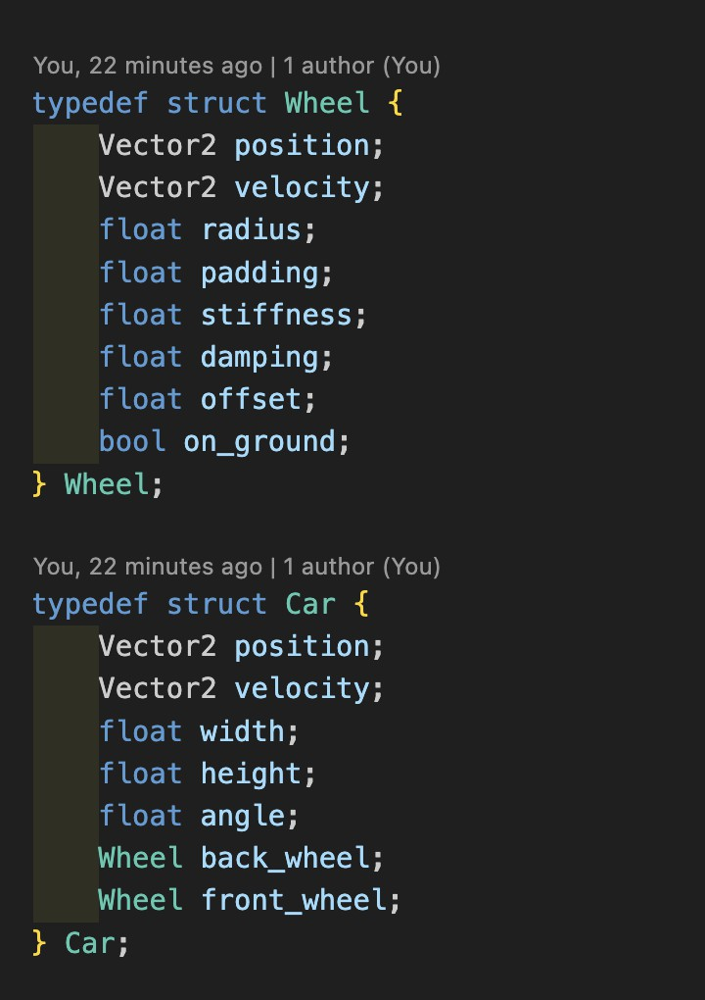 You, 22 minutes ago | 1 author (You)
typedef struct Wheel {
    Vector2 position;
    Vector2 velocity;
    float radius;
    float padding;
    float stiffness;
    float damping;
    float offset;
    bool on_ground;
} Wheel;

You, 22 minutes ago | 1 author (You)
typedef struct Car {
    Vector2 position;
    Vector2 velocity;
    float width;
    float height;
    float angle;
    Wheel back_wheel;
    Wheel front_wheel;
} Car;